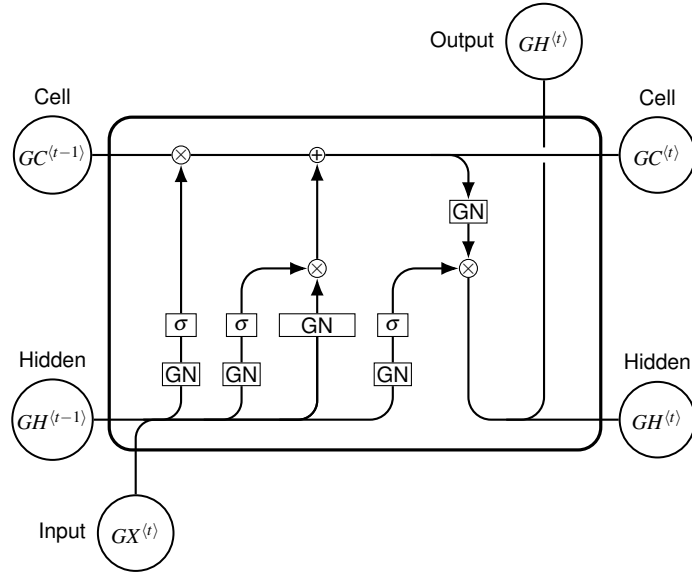 Output
GH⟨t⟩
Cell
Cell
GC⟨t−1⟩
×
+
GC⟨t⟩
GN
×
×
σ
σ
GN
σ
Hidden
Hidden
GN
GN
GN
GH⟨t−1⟩
GH⟨t⟩
Input
GX⟨t⟩